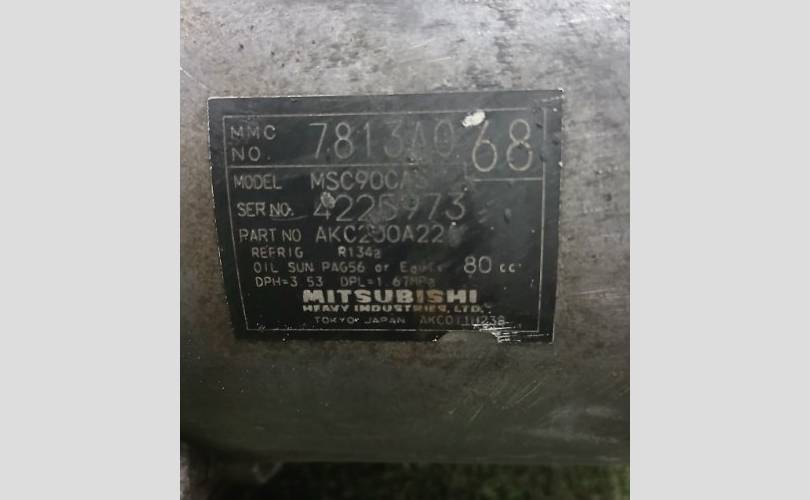 MMC NO. 7813A068
MODEL MSC90CA
SER NO. 4225973
PART NO AKC200A22
REFRIG R134a
OIL SUN PAG56 or Equiv 80 cc
DPH=3.53 DPL=1.67MPa
MITSUBISHI
HEAVY INDUSTRIES, LTD.
TOKYO JAPAN AKC011H238